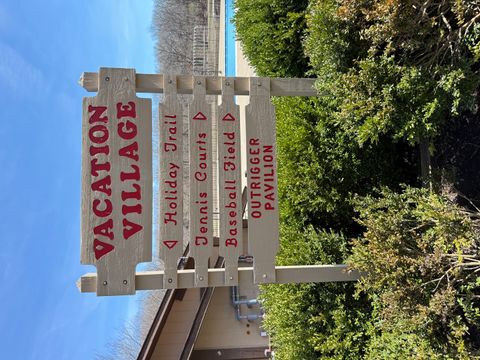 VACATION
VILLAGE
Holiday Trail
Tennis Courts
Baseball Field
OUTRIGGER
PAVILION